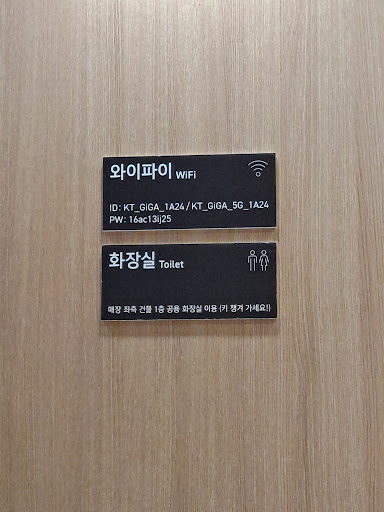 와이파이 WiFi
ID: KT_GiGA_1A24 / KT_GiGA_5G_1A24
PW: 16ac13ij25
화장실 Toilet
매장 좌측 건물 1층 공용 화장실 이용 (키 챙겨 가세요!)